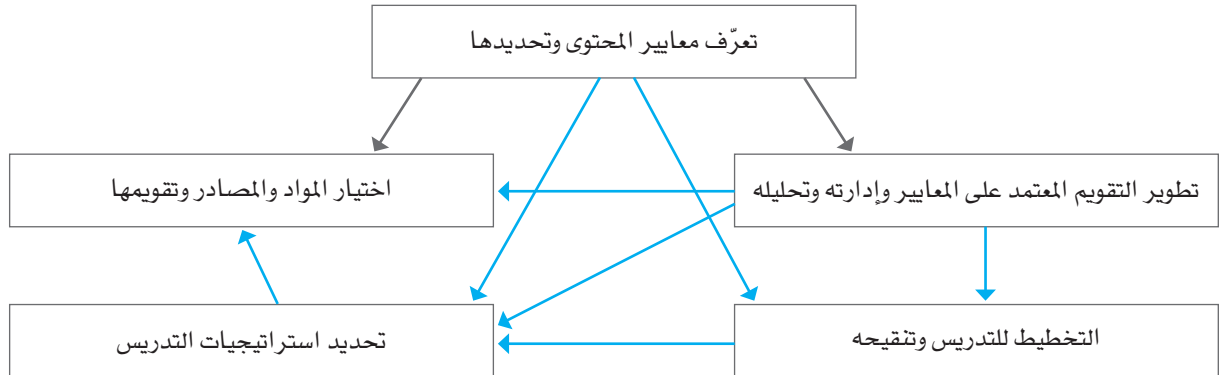 تعرّف معايير المحتوى وتحديدها
تطوير التقويم المعتمد على المعايير وإدارته وتحليله
اختيار المواد والمصادر وتقويمها
التخطيط للتدريس وتنقيحه
تحديد استراتيجيات التدريس